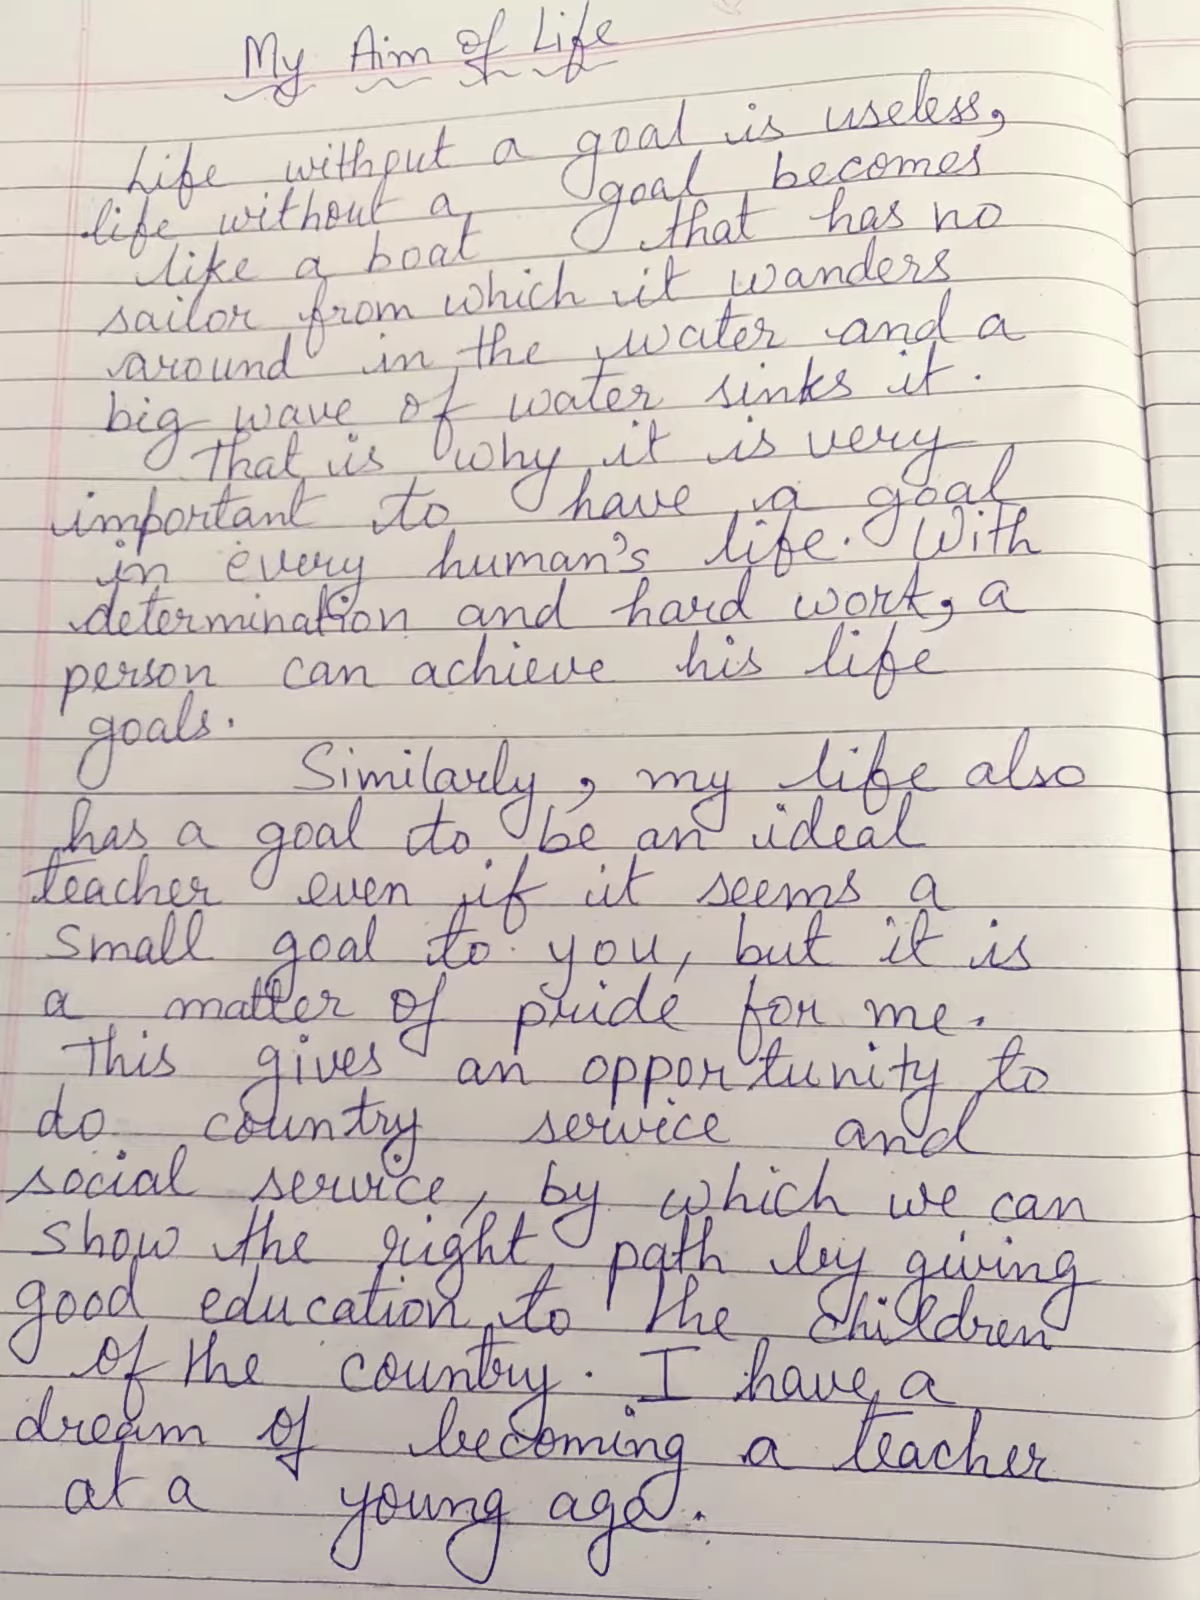 My Aim of Life
Life without a goal is useless,
life without a goal becomes
like a boat that has no
sailor from which it wanders
around in the water and a
big wave of water sinks it.
That is why it is very
important to have a goal
in every human's life. With
determination and hard work, a
person can achieve his life
goals.
Similarly, my life also
has a goal to be an ideal
teacher even if it seems a
small goal to you, but it is
a matter of pride for me.
This gives an opportunity to
do country service and
social service, by which we can
show the right path by giving
good education to the children
of the country. I have a
dream of becoming a teacher
at a young age.